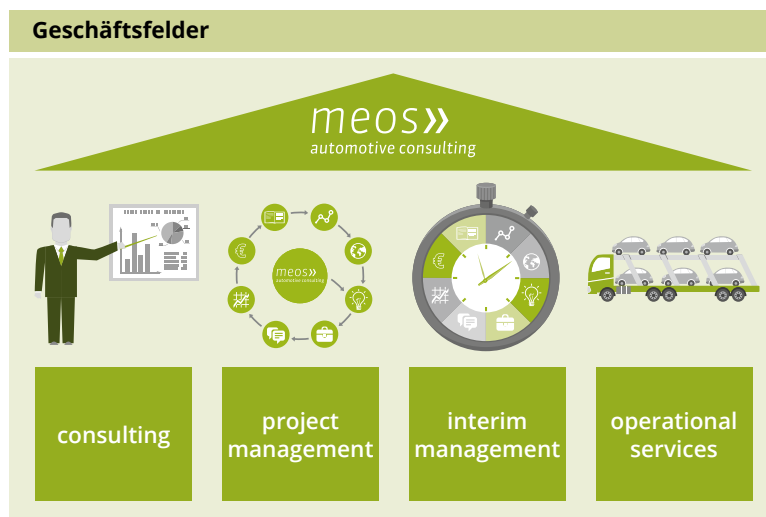 Geschäftsfelder
meos»
automotive consulting
meos»
automotive consulting
consulting
project
management
interim
management
operational
services